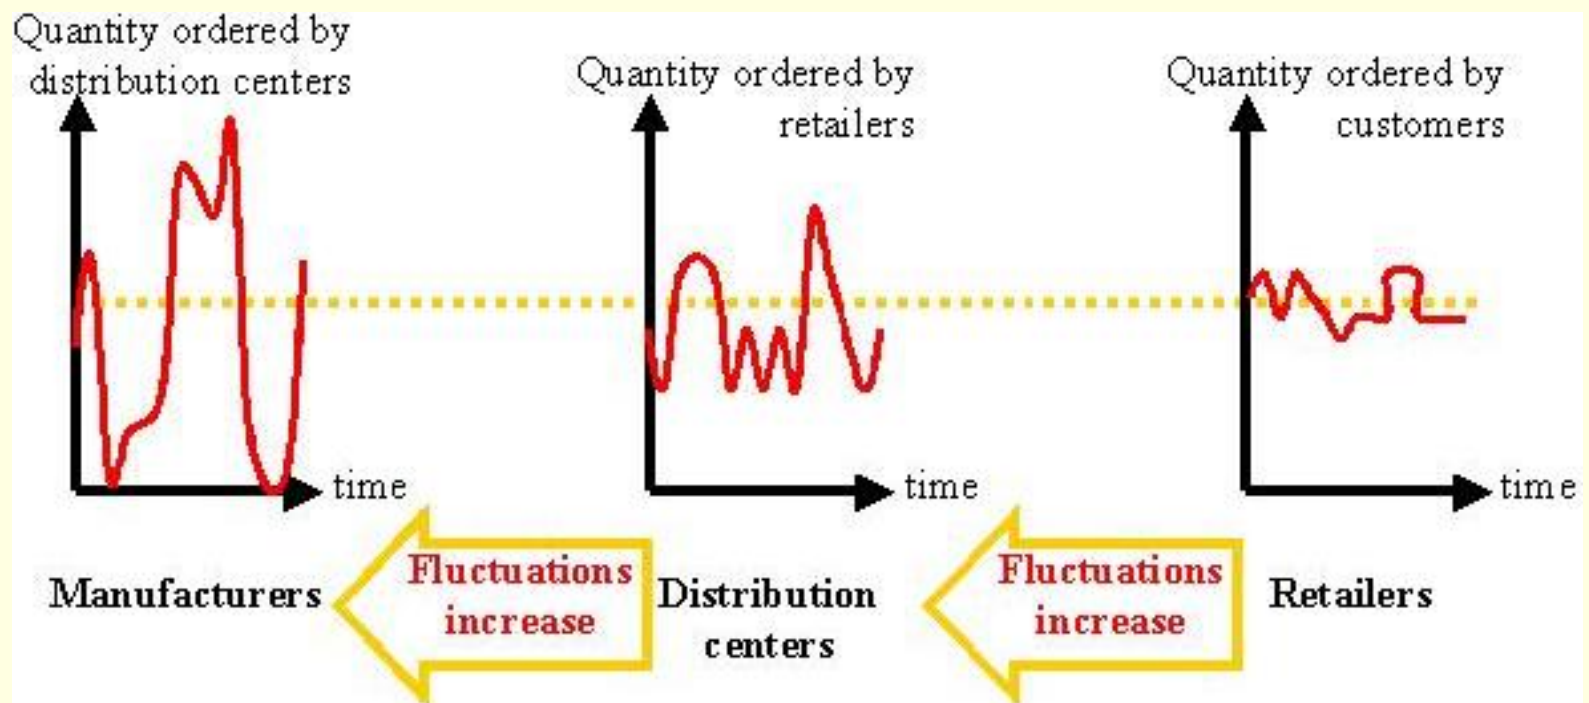 Quantity ordered by
distribution centers
Quantity ordered by
retailers
Quantity ordered by
customers
time
time
time
Manufacturers
Fluctuations
increase
Distribution
centers
Fluctuations
increase
Retailers